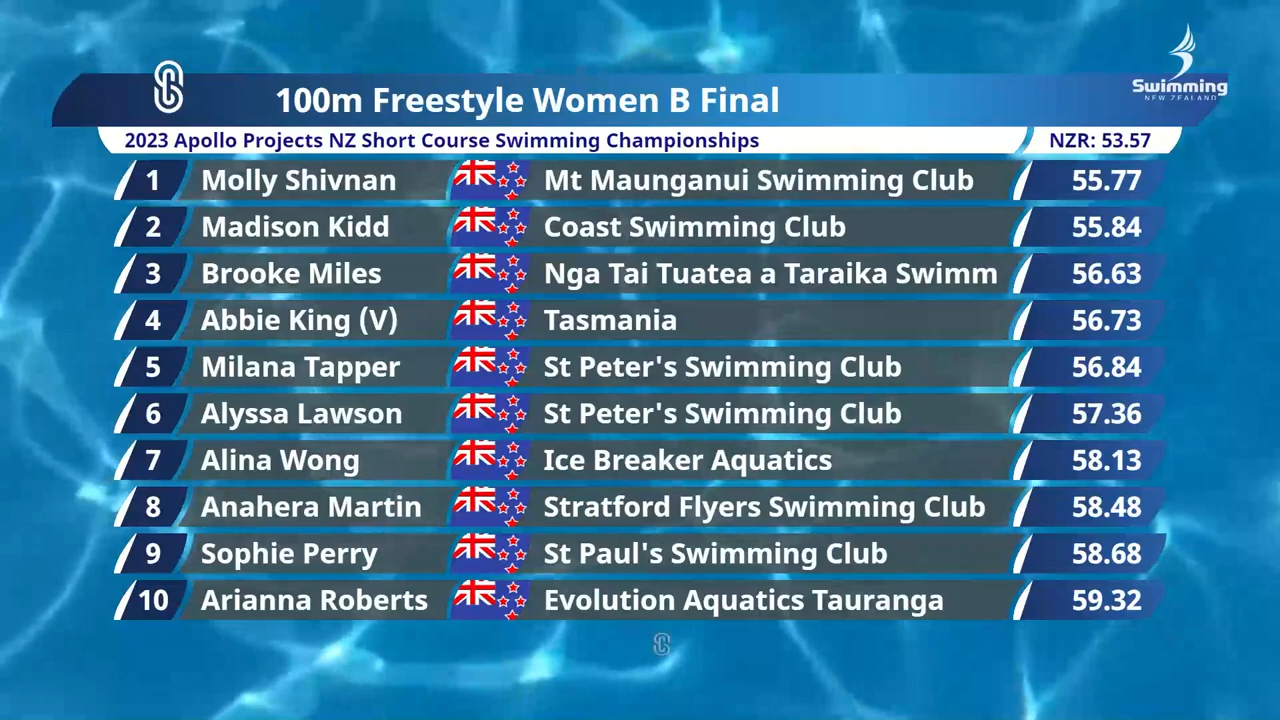 100m Freestyle Women B Final
Swimming
NEW ZEALAND
2023 Apollo Projects NZ Short Course Swimming Championships NZR: 53.57
1 Molly Shivnan Mt Maunganui Swimming Club 55.77
2 Madison Kidd Coast Swimming Club 55.84
3 Brooke Miles Nga Tai Tuatea a Taraika Swimm 56.63
4 Abbie King (V) Tasmania 56.73
5 Milana Tapper St Peter's Swimming Club 56.84
6 Alyssa Lawson St Peter's Swimming Club 57.36
7 Alina Wong Ice Breaker Aquatics 58.13
8 Anahera Martin Stratford Flyers Swimming Club 58.48
9 Sophie Perry St Paul's Swimming Club 58.68
10 Arianna Roberts Evolution Aquatics Tauranga 59.32